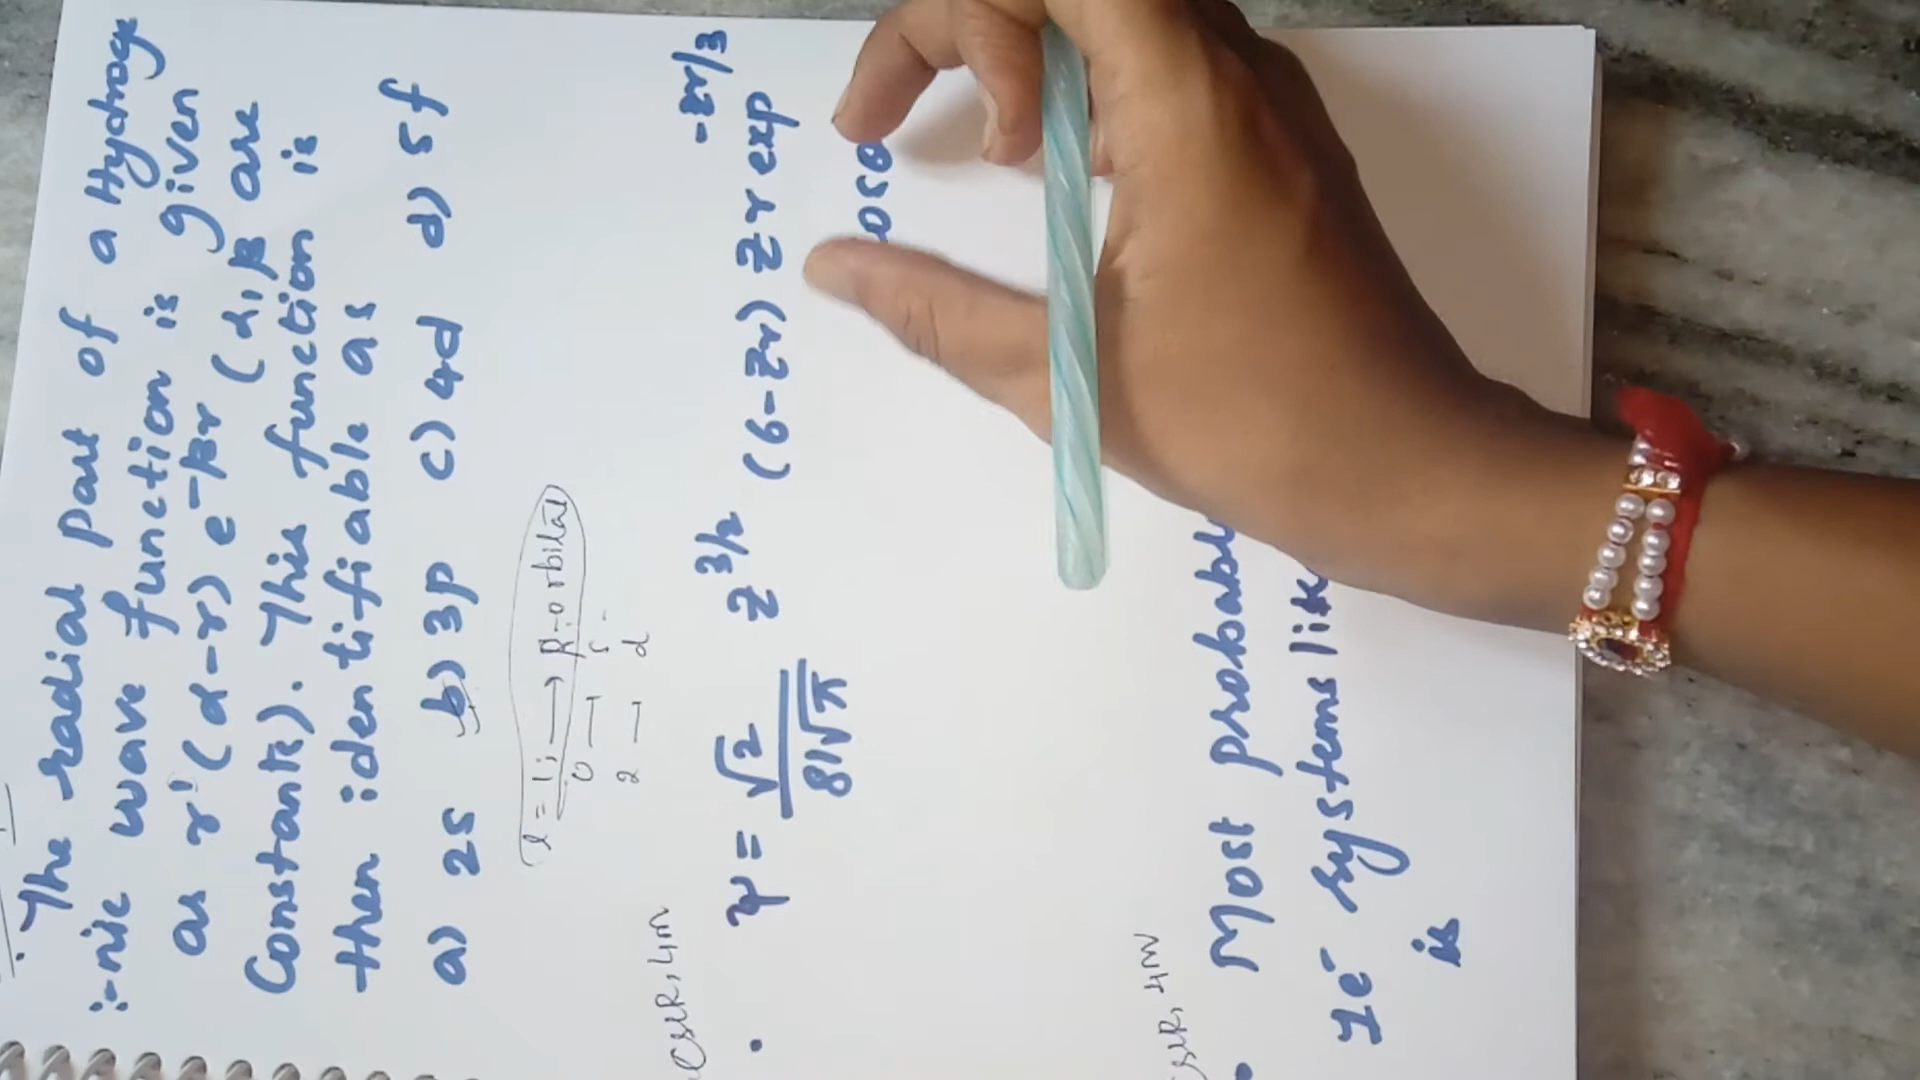 The radial part of a Hydroge
:-nic wave function is given
as r¹(α-r) e^-βr (α,β are
Constants). This function is
then identifiable as
a) 2s b) 3p c) 4d d) 5f
l = 1; → p-orbital
0 — s
2 — d
CSIR, 4m
• ψ = √2/81√π z^3/2 (6-Zr) Zr exp^-zr/3
osθ
CSIR, 4m
• Most probabl
1e⁻ systems lik
is